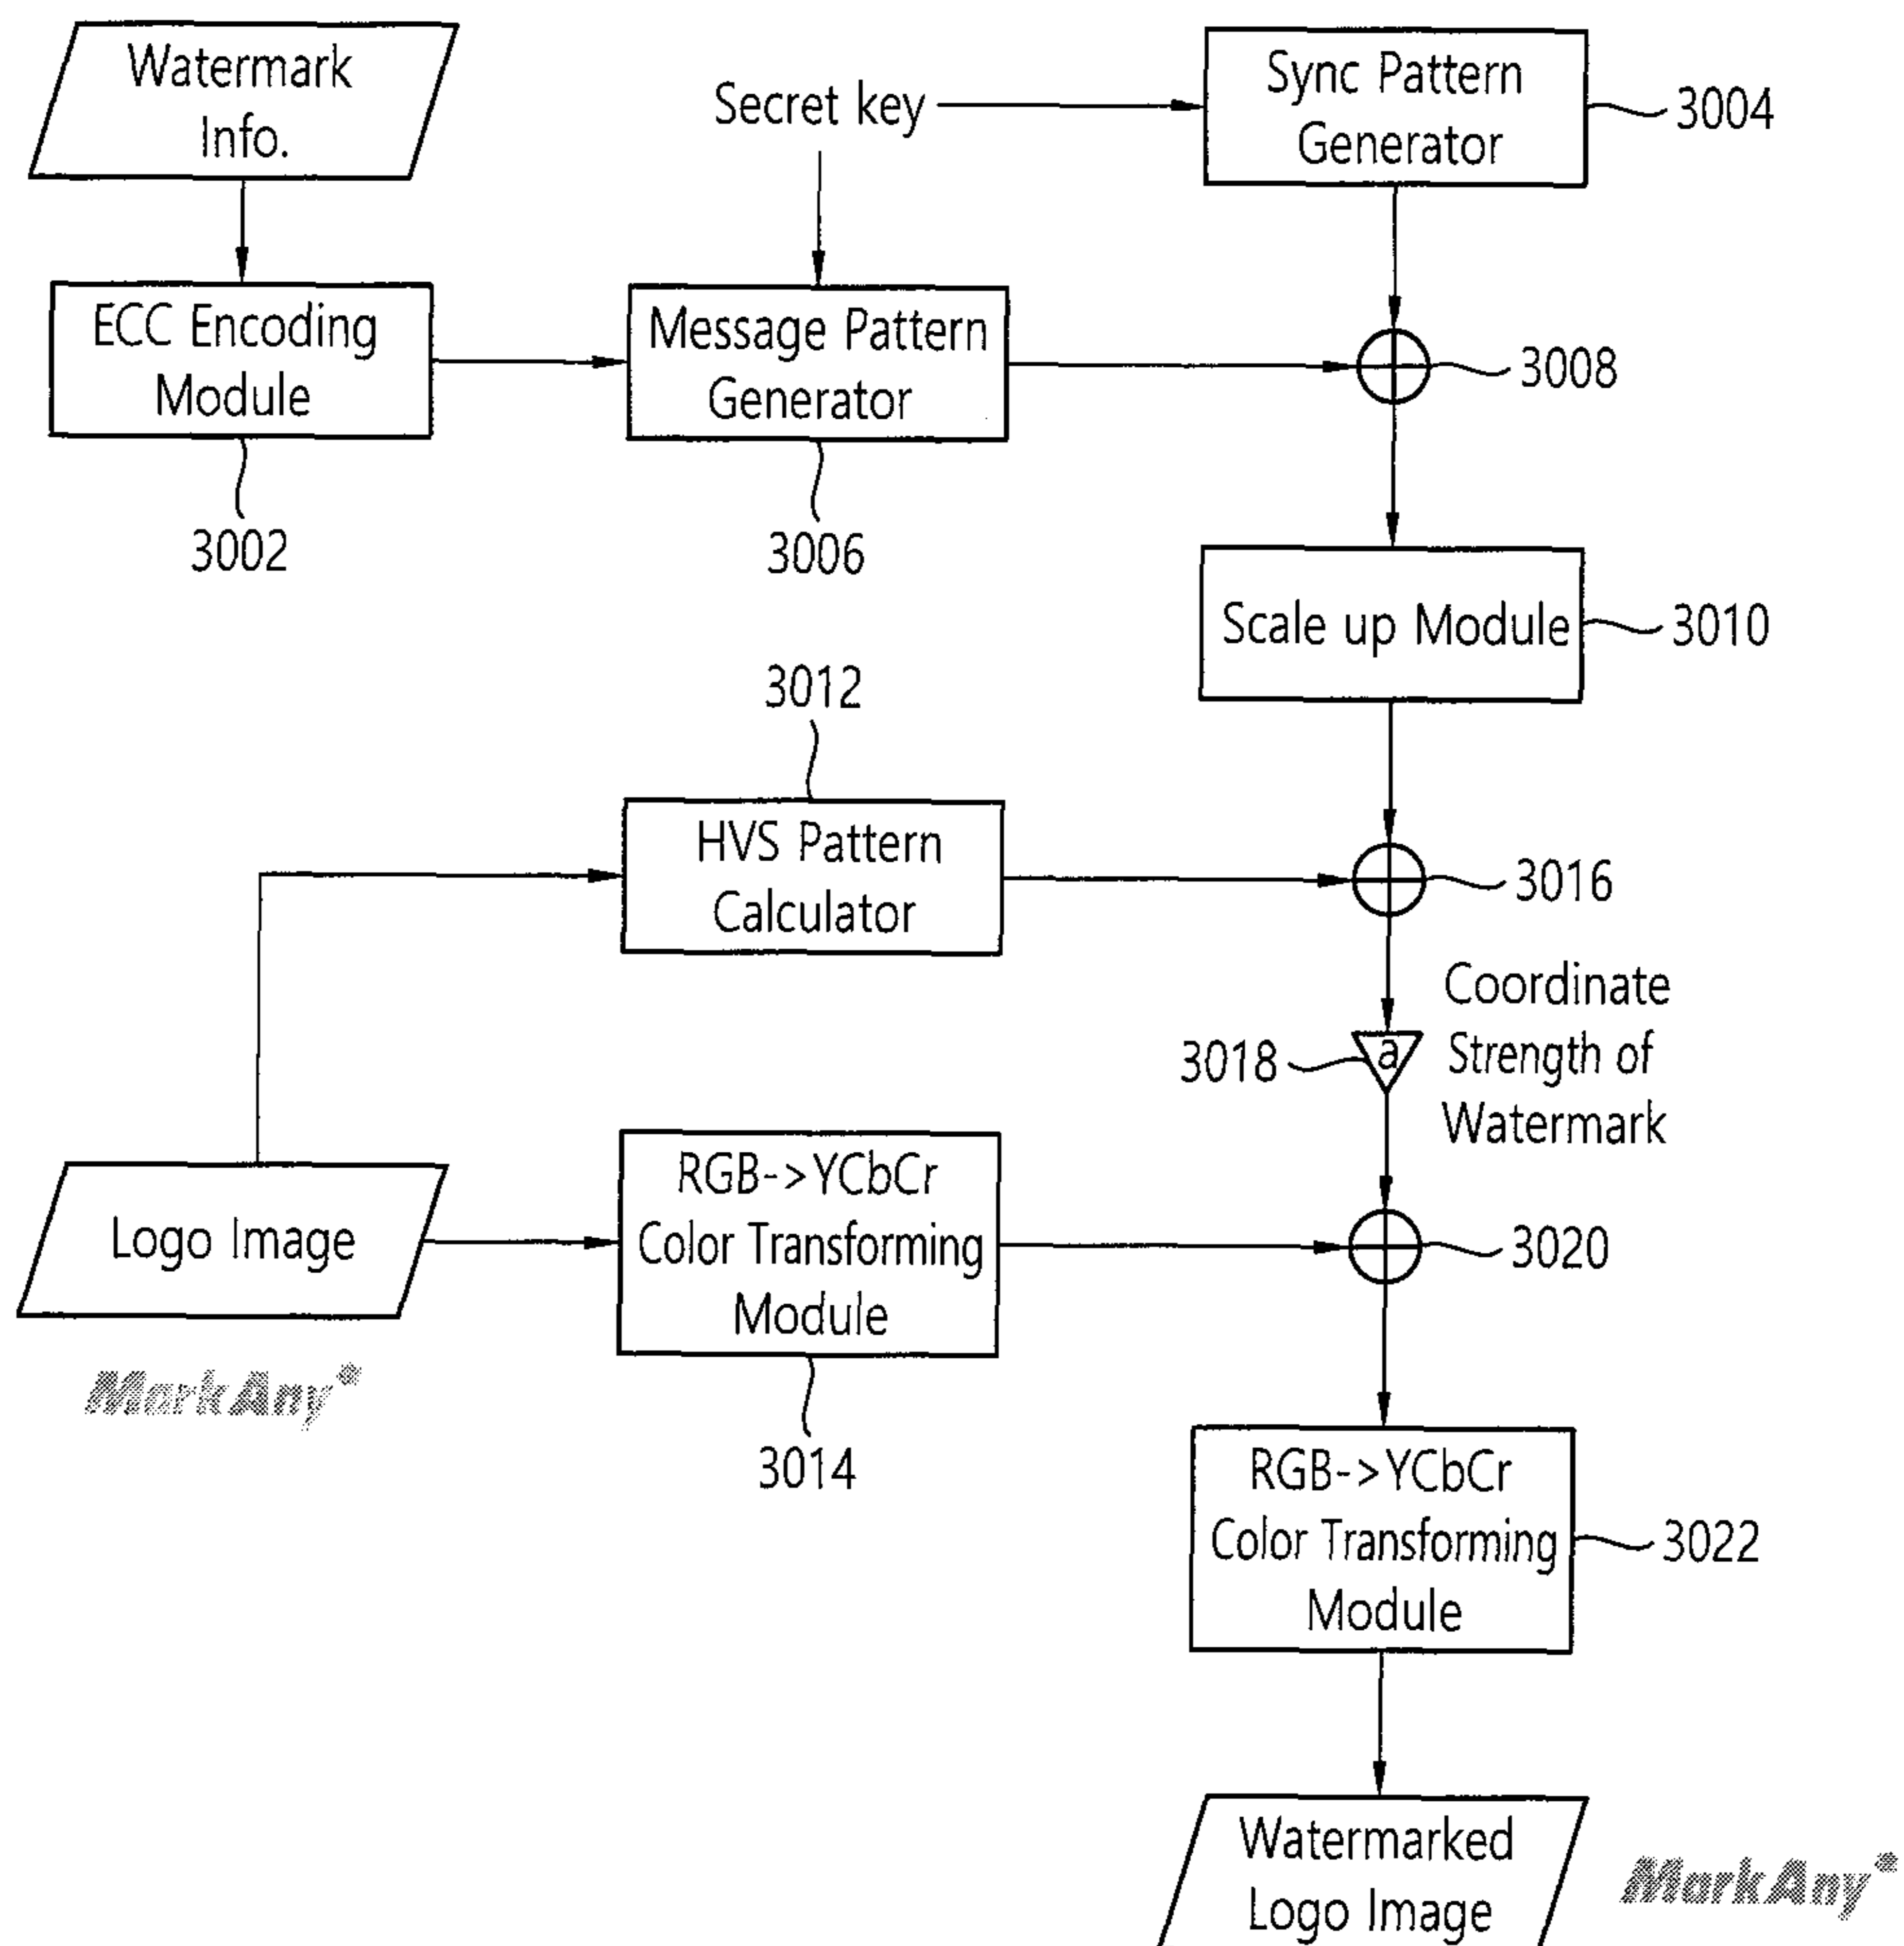 Watermark
Info.
Secret key
Sync Pattern
Generator
3004
ECC Encoding
Module
3002
Message Pattern
Generator
3006
3008
Scale up Module
3010
3012
HVS Pattern
Calculator
3016
Coordinate
Strength of
Watermark
3018
a
Logo Image
MarkAny®
RGB->YCbCr
Color Transforming
Module
3014
3020
RGB->YCbCr
Color Transforming
Module
3022
Watermarked
Logo Image
MarkAny®